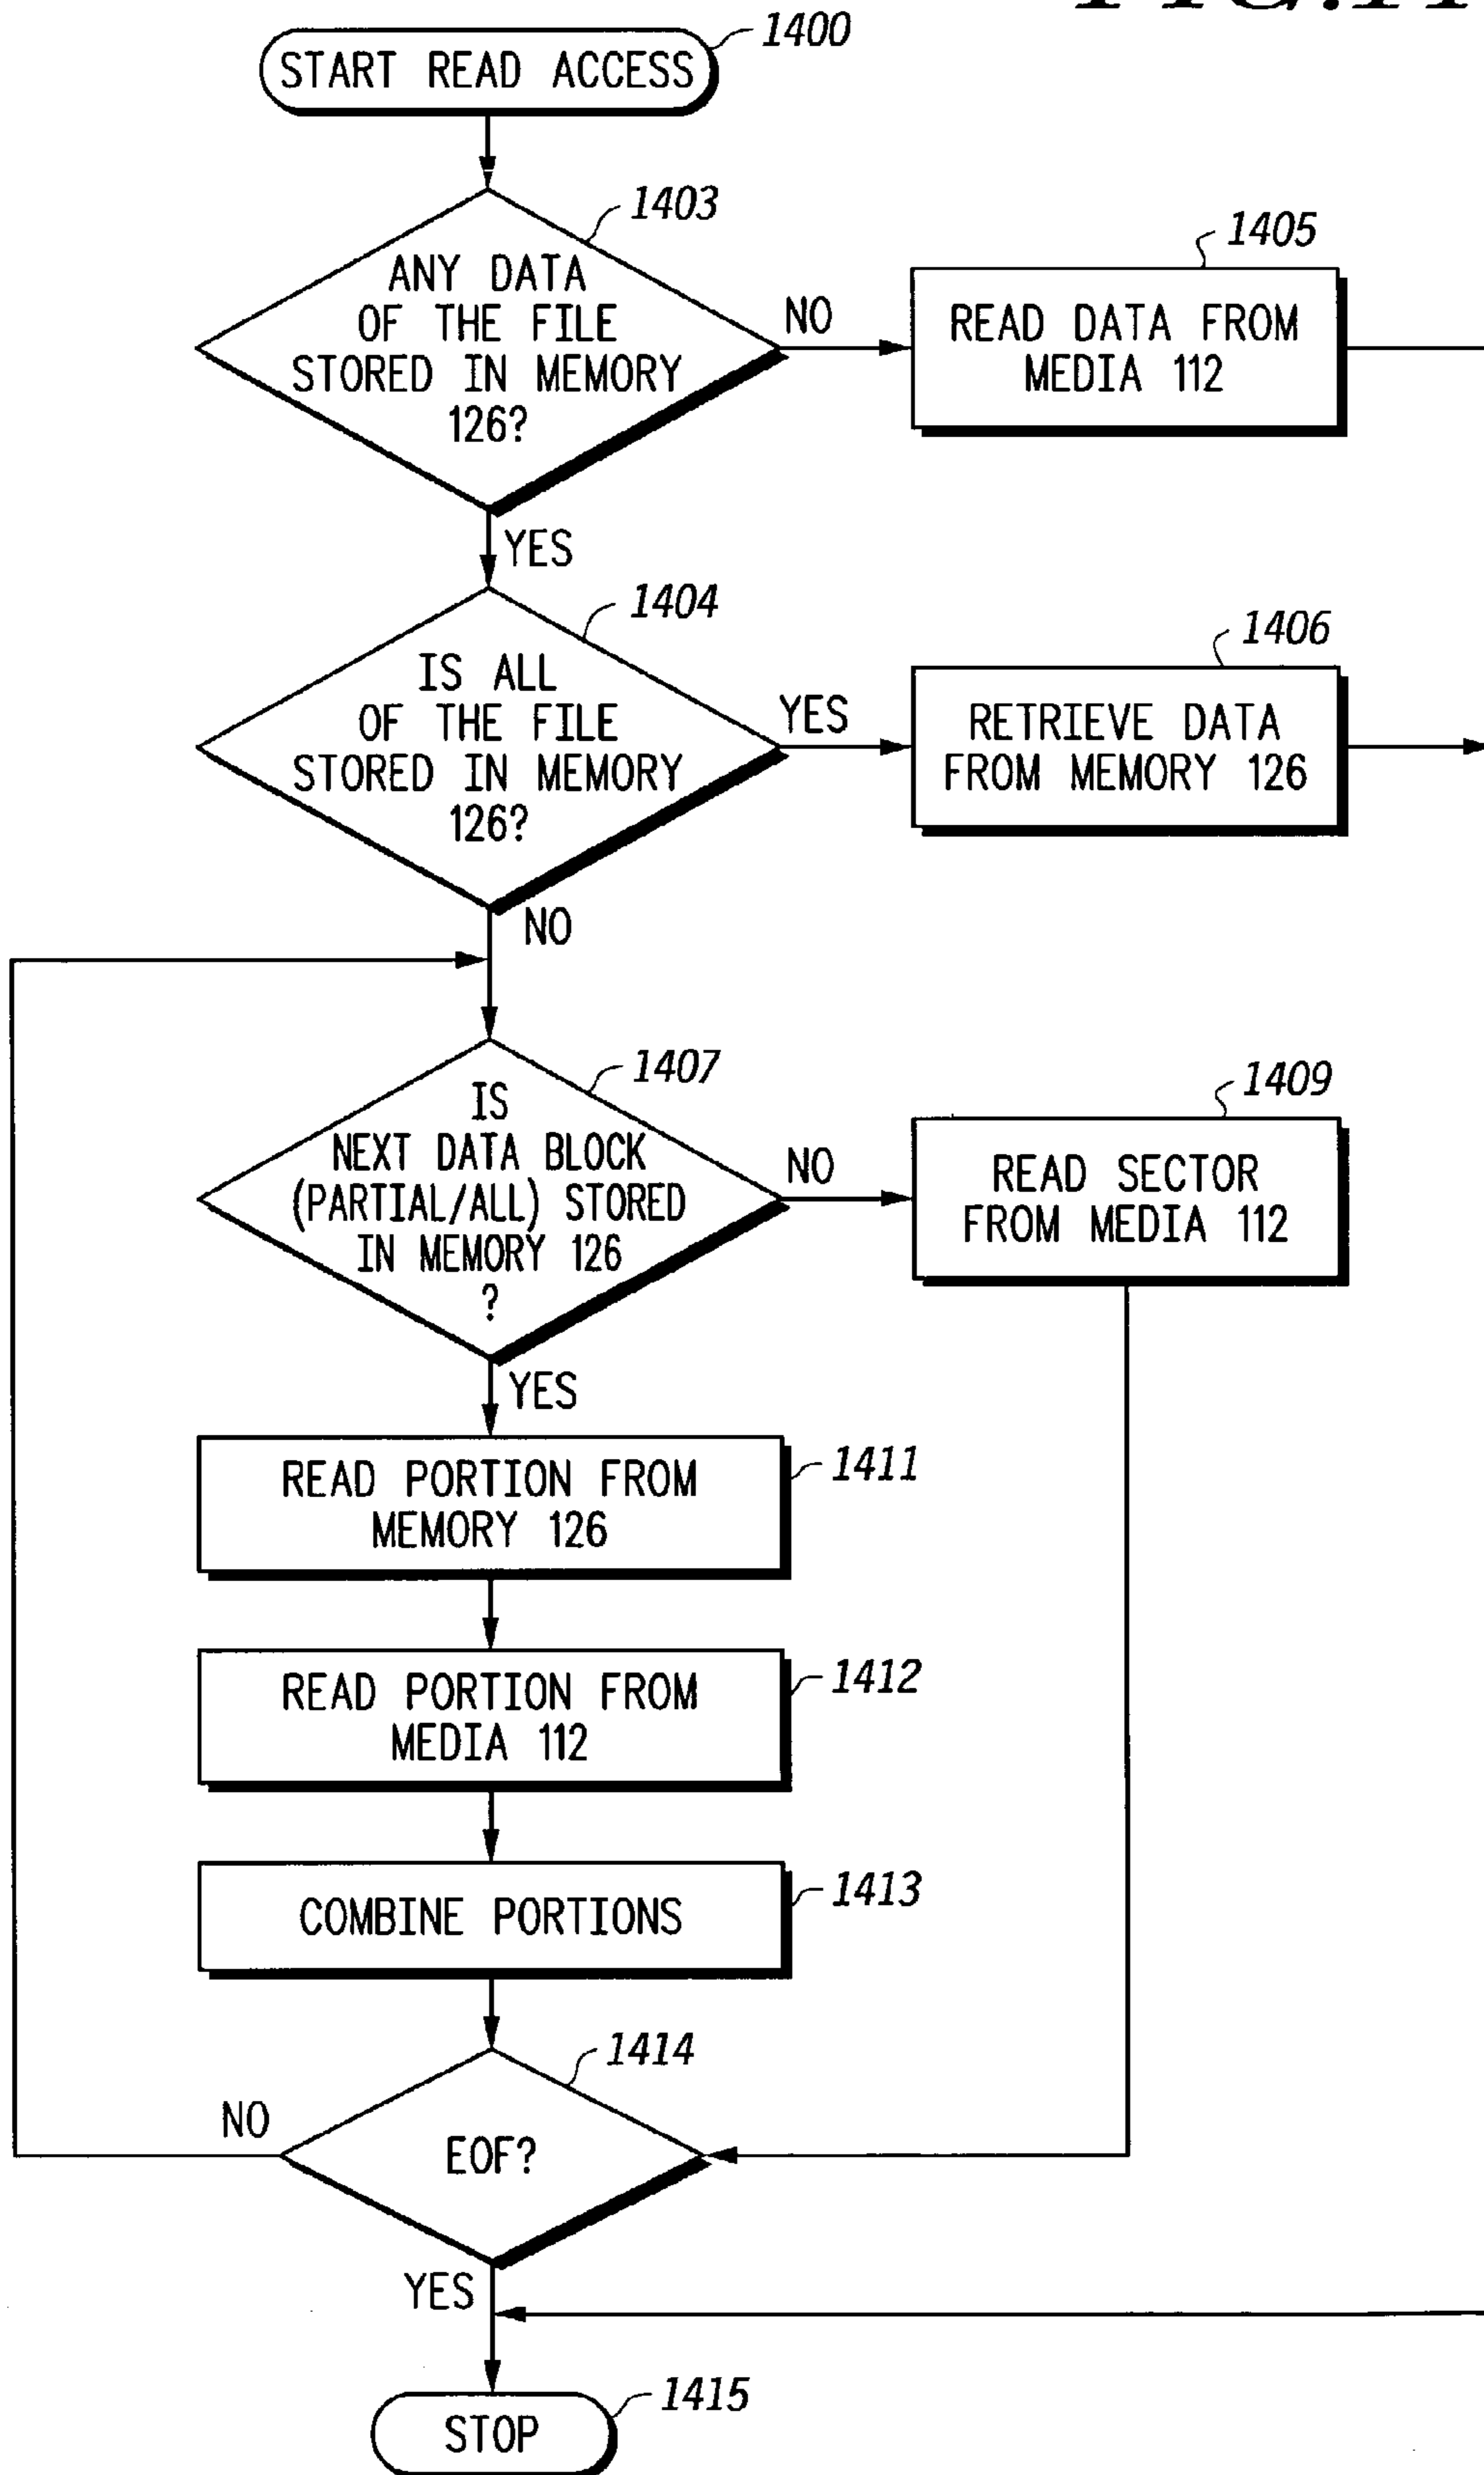 START READ ACCESS
1400
1403
ANY DATA
OF THE FILE
STORED IN MEMORY
126?
NO
1405
READ DATA FROM
MEDIA 112
YES
1404
IS ALL
OF THE FILE
STORED IN MEMORY
126?
YES
1406
RETRIEVE DATA
FROM MEMORY 126
NO
1407
IS
NEXT DATA BLOCK
(PARTIAL/ALL) STORED
IN MEMORY 126
?
NO
1409
READ SECTOR
FROM MEDIA 112
YES
READ PORTION FROM
MEMORY 126
1411
READ PORTION FROM
MEDIA 112
1412
COMBINE PORTIONS
1413
1414
EOF?
NO
YES
1415
STOP